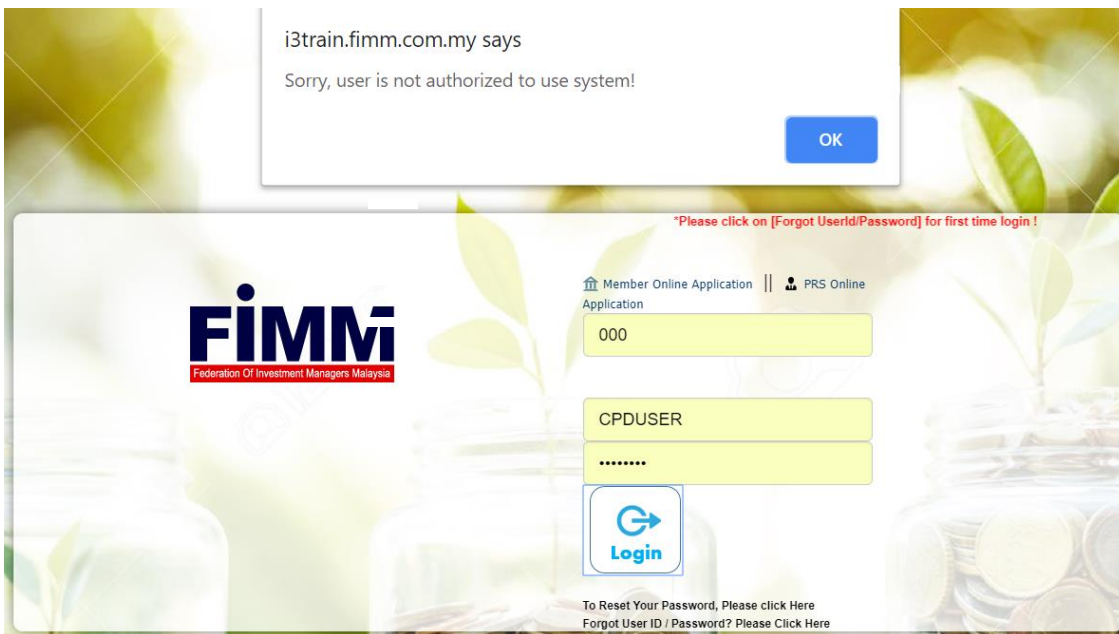 i3train.fimm.com.my says
Sorry, user is not authorized to use system!
OK
*Please click on [Forgot UserId/Password] for first time login !
Member Online Application || PRS Online
Application
FiMM
Federation Of Investment Managers Malaysia
000
CPDUSER
••••••••
Login
To Reset Your Password, Please click Here
Forgot User ID / Password? Please Click Here